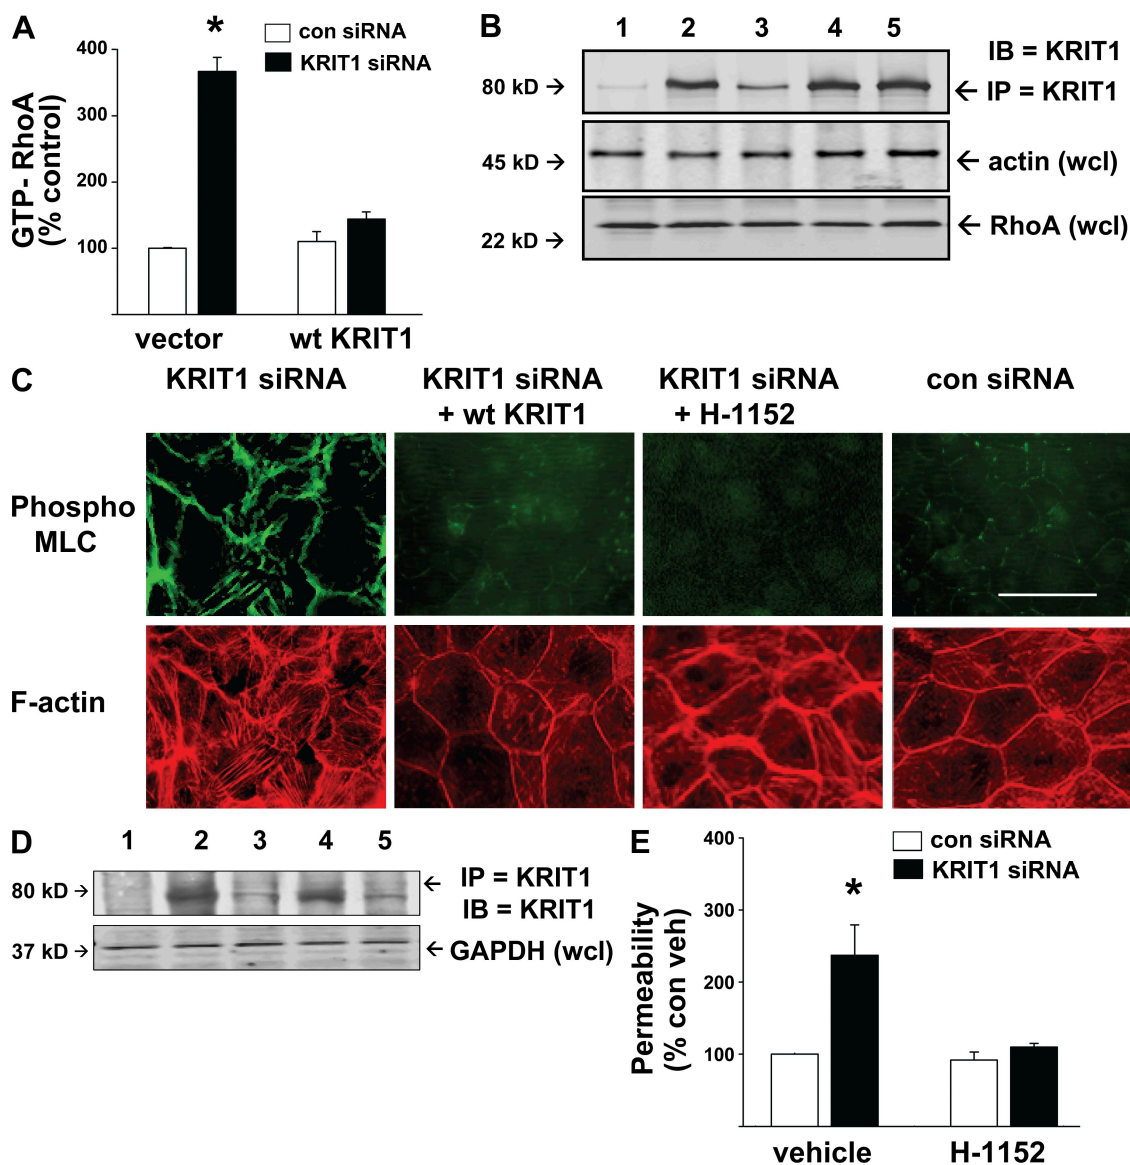 A
con siRNA
KRIT1 siRNA
*
400
300
200
100
GTP- RhoA
(% control)
vector
wt KRIT1
B
1 2 3 4 5
IB = KRIT1
80 kD →
← IP = KRIT1
45 kD →
← actin (wcl)
← RhoA (wcl)
22 kD →
C
KRIT1 siRNA
KRIT1 siRNA
+ wt KRIT1
KRIT1 siRNA
+ H-1152
con siRNA
Phospho
MLC
F-actin
D
1 2 3 4 5
80 kD →
← IP = KRIT1
IB = KRIT1
37 kD →
← GAPDH (wcl)
E
con siRNA
KRIT1 siRNA
*
400
300
200
100
Permeability
(% con veh)
vehicle
H-1152